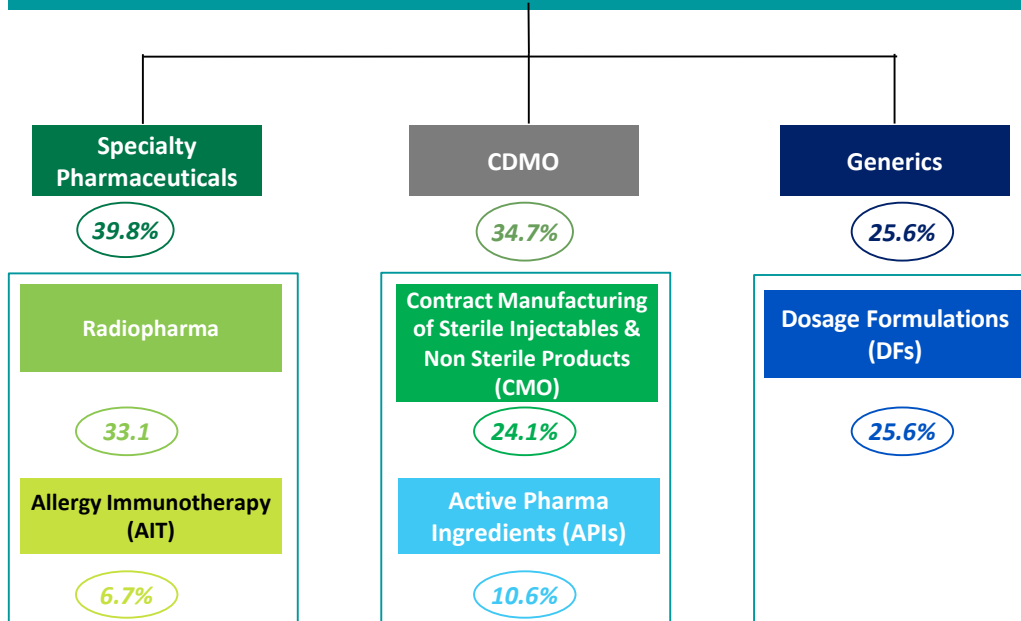 Specialty
Pharmaceuticals
CDMO
Generics
39.8%
34.7%
25.6%
Radiopharma
Contract Manufacturing
of Sterile Injectables &
Non Sterile Products
(CMO)
Dosage Formulations
(DFs)
33.1
24.1%
25.6%
Allergy Immunotherapy
(AIT)
Active Pharma
Ingredients (APIs)
6.7%
10.6%